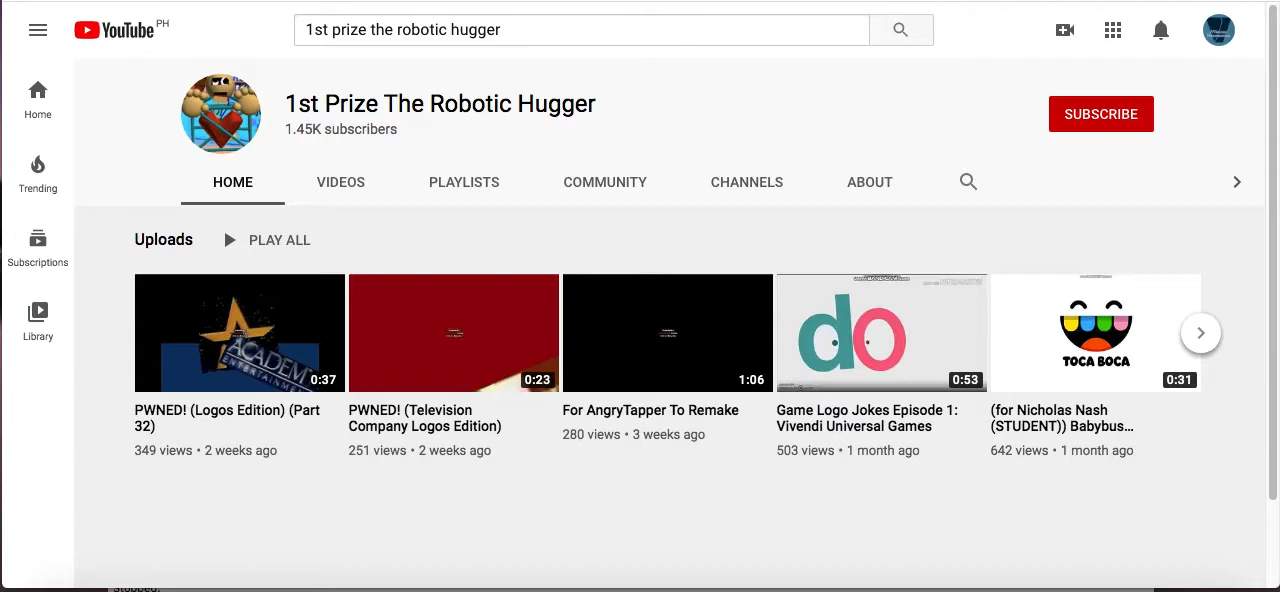 YouTube PH
1st prize the robotic hugger
Home
Trending
Subscriptions
Library
1st Prize The Robotic Hugger
1.45K subscribers
SUBSCRIBE
HOME VIDEOS PLAYLISTS COMMUNITY CHANNELS ABOUT
Uploads PLAY ALL
ACADEMY
ENTERTAINMENT
0:37
PWNED! (Logos Edition) (Part
32)
349 views • 2 weeks ago
0:23
PWNED! (Television
Company Logos Edition)
251 views • 2 weeks ago
1:06
For AngryTapper To Remake
280 views • 3 weeks ago
do
0:53
Game Logo Jokes Episode 1:
Vivendi Universal Games
503 views • 1 month ago
TOCA BOCA
0:31
(for Nicholas Nash
(STUDENT)) Babybus...
642 views • 1 month ago
stopped.